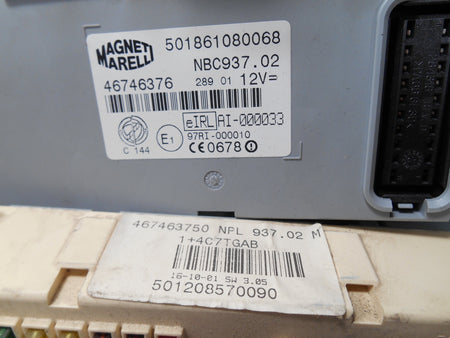 MAGNETI MARELLI
501861080068
NBC937.02
46746376
289 01 12V=
FIAT
C 144
E1
eIRL AI-000033
97RI-000010
CE0678
467463750 NPL 937.02 M
1+4C7TGAB
16-10-01 SW 3.05
501208570090